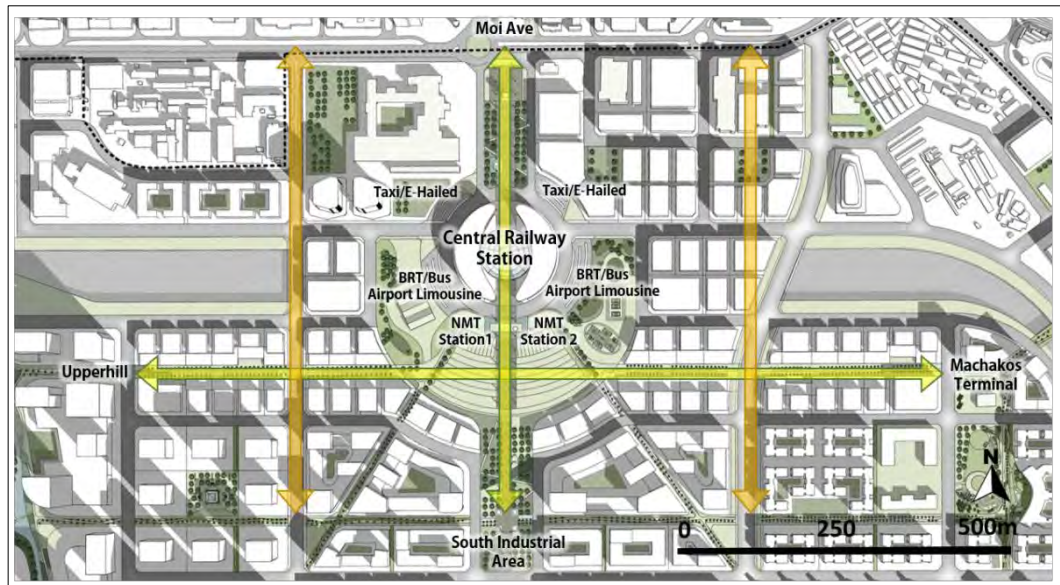 Moi Ave
Taxi/E-Hailed
Taxi/E-Hailed
Central Railway
Station
BRT/Bus
Airport Limousine
BRT/Bus
Airport Limousine
NMT
Station1
NMT
Station 2
Upperhill
Machakos
Terminal
N
0 250 500m
South Industrial
Area